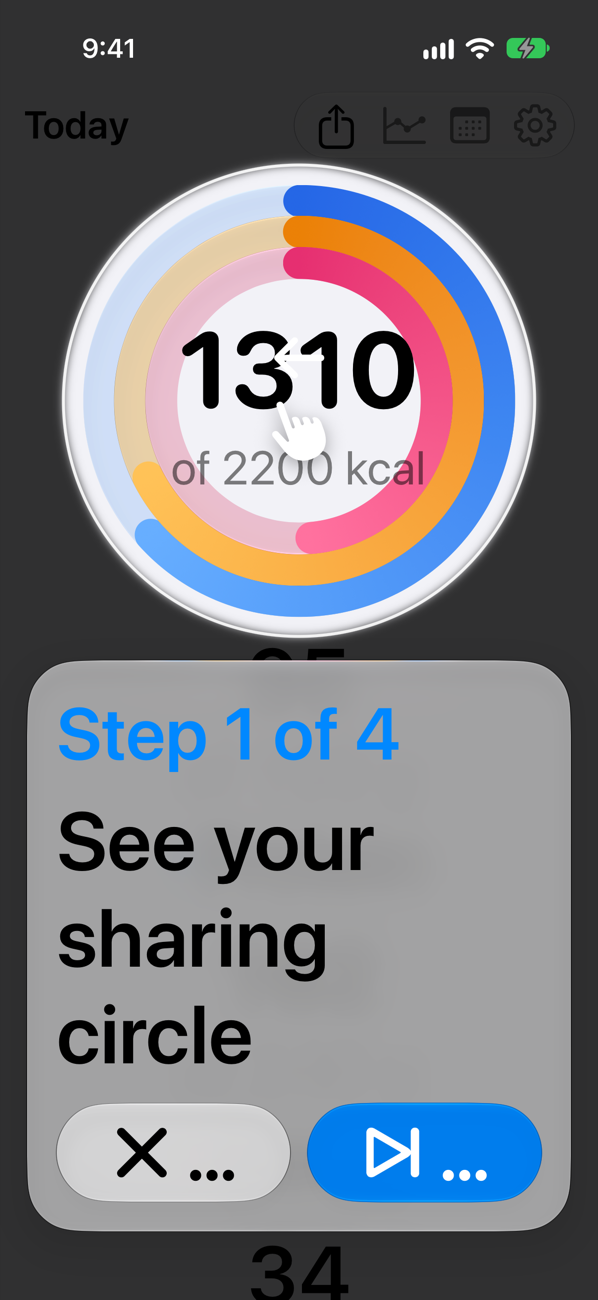 9:41
Today
1310
of 2200 kcal
Step 1 of 4
See your
sharing
circle
...
...
34